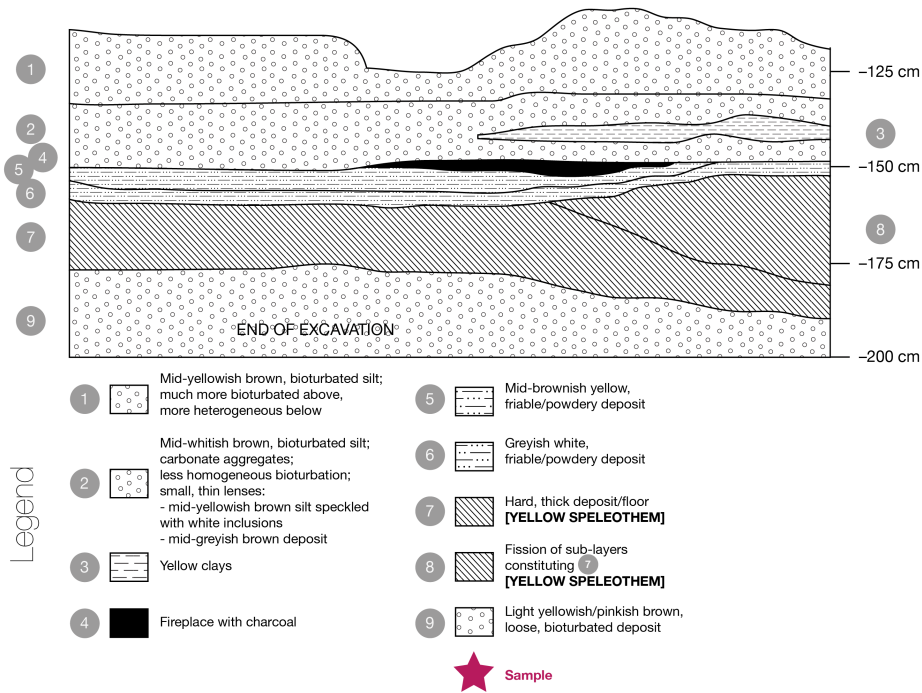 1
–125 cm
2
3
4
5
–150 cm
6
7
8
–175 cm
9
END OF EXCAVATION
–200 cm
Legend
1
Mid-yellowish brown, bioturbated silt;
much more bioturbated above,
more heterogeneous below
2
Mid-whitish brown, bioturbated silt;
carbonate aggregates;
less homogeneous bioturbation;
small, thin lenses:
- mid-yellowish brown silt speckled
with white inclusions
- mid-greyish brown deposit
3
Yellow clays
4
Fireplace with charcoal
5
Mid-brownish yellow,
friable/powdery deposit
6
Greyish white,
friable/powdery deposit
7
Hard, thick deposit/floor
[YELLOW SPELEOTHEM]
8
Fission of sub-layers
constituting 7
[YELLOW SPELEOTHEM]
9
Light yellowish/pinkish brown,
loose, bioturbated deposit
Sample